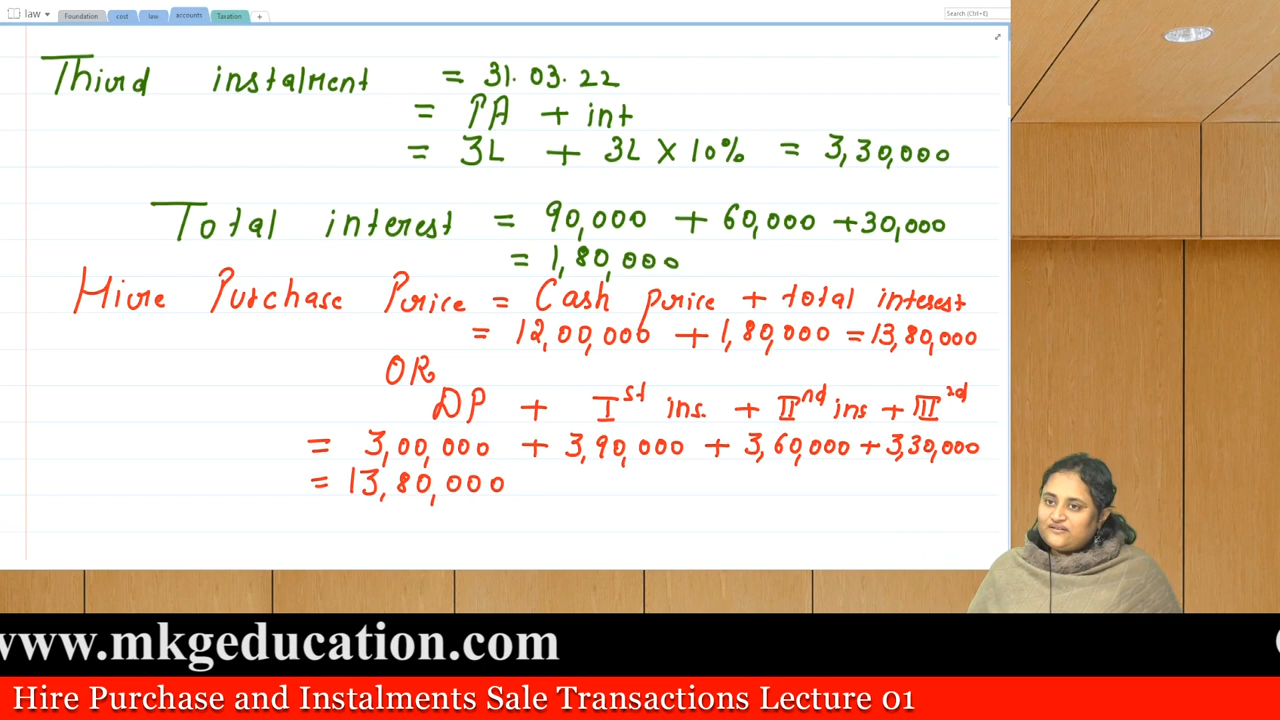 law
Foundation cost law accounts Taxation +
Search (Ctrl+E)
Third instalment = 31.03.22
= PA + int
= 3L + 3L X 10% = 3,30,000
Total interest = 90,000 + 60,000 + 30,000
= 1,80,000
Hire Purchase Price = Cash price + total interest
= 12,00,000 + 1,80,000 = 13,80,000
OR
DP + Ist ins. + IInd ins + IIIrd
= 3,00,000 + 3,90,000 + 3,60,000 + 3,30,000
= 13,80,000
www.mkgeducation.com
Hire Purchase and Instalments Sale Transactions Lecture 01